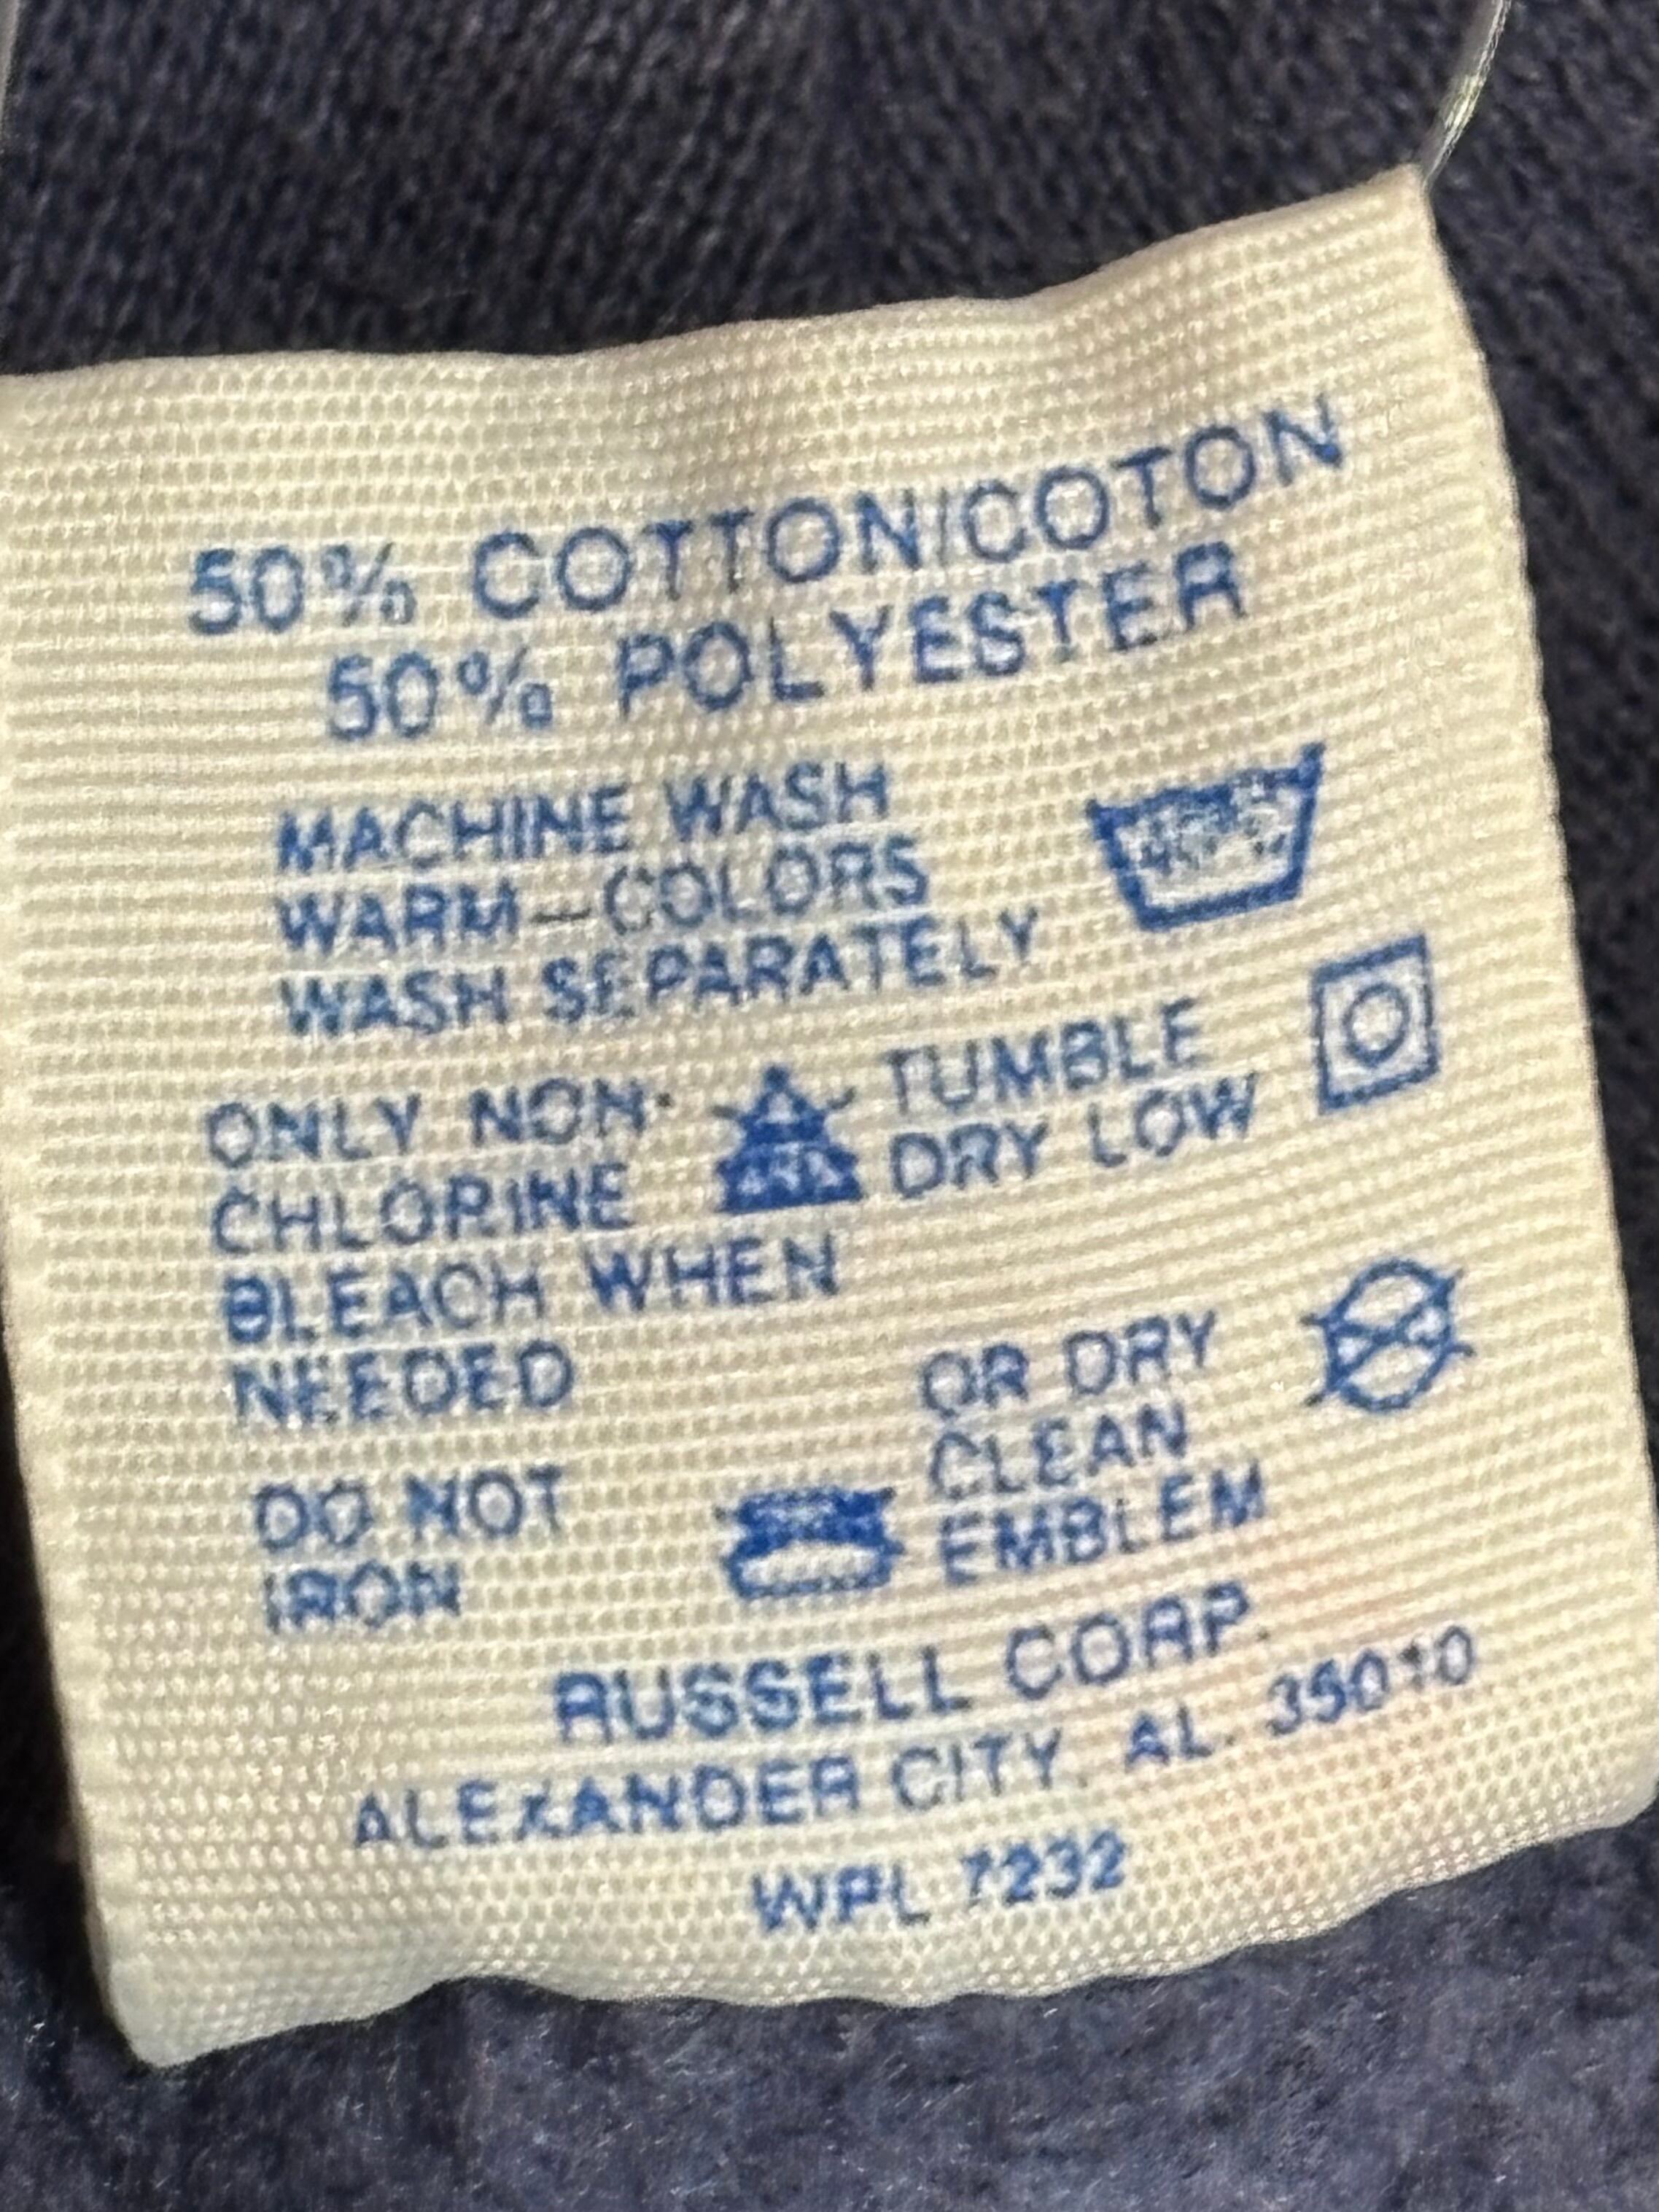 50% COTTON/COTON
50% POLYESTER
MACHINE WASH
WARM—COLORS
WASH SEPARATELY
ONLY NON-
CHLORINE
BLEACH WHEN
NEEDED
TUMBLE
DRY LOW
DO NOT
IRON
OR DRY
CLEAN
EMBLEM
RUSSELL CORP.
ALEXANDER CITY, AL. 35010
WPL 7232